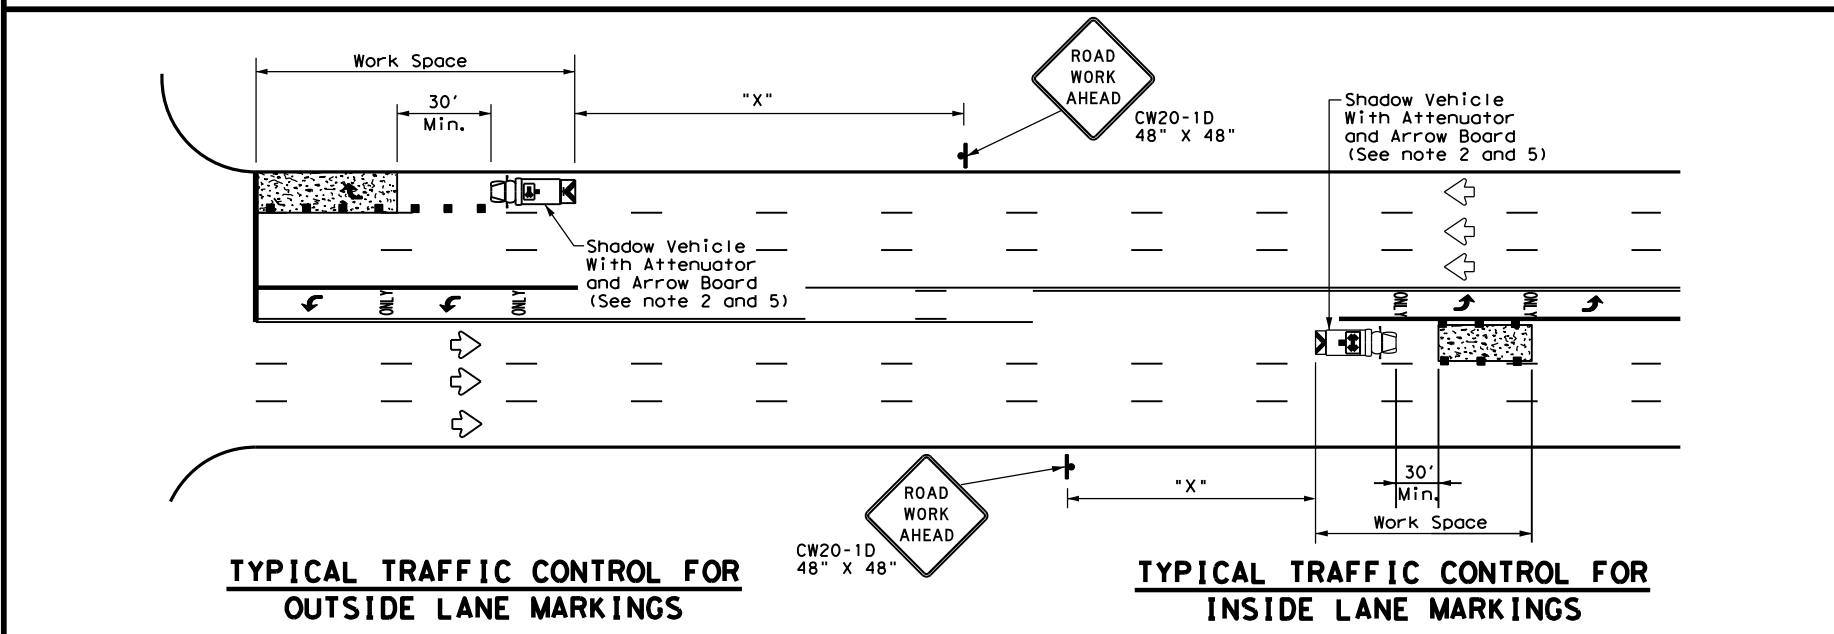 Work Space
30'
Min.
"X"
ROAD
WORK
AHEAD
CW20-1D
48" X 48"
Shadow Vehicle
With Attenuator
and Arrow Board
(See note 2 and 5)
Shadow Vehicle
With Attenuator
and Arrow Board
(See note 2 and 5)
ONLY
ONLY
ONLY
ONLY
ROAD
WORK
AHEAD
CW20-1D
48" X 48"
"X"
30'
Min.
Work Space
TYPICAL TRAFFIC CONTROL FOR
OUTSIDE LANE MARKINGS
TYPICAL TRAFFIC CONTROL FOR
INSIDE LANE MARKINGS